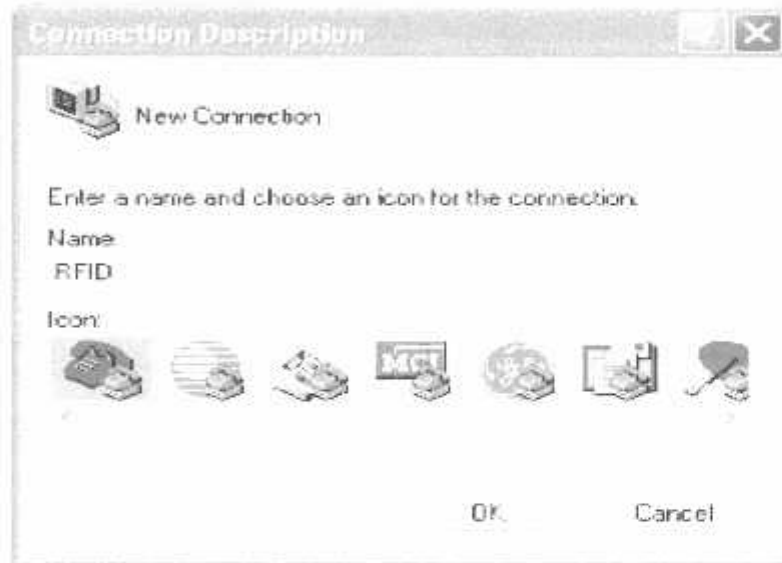 Connection Description
New Connection
Enter a name and choose an icon for the connection.
Name
RFID
Icon:
MCI
OK
Cancel